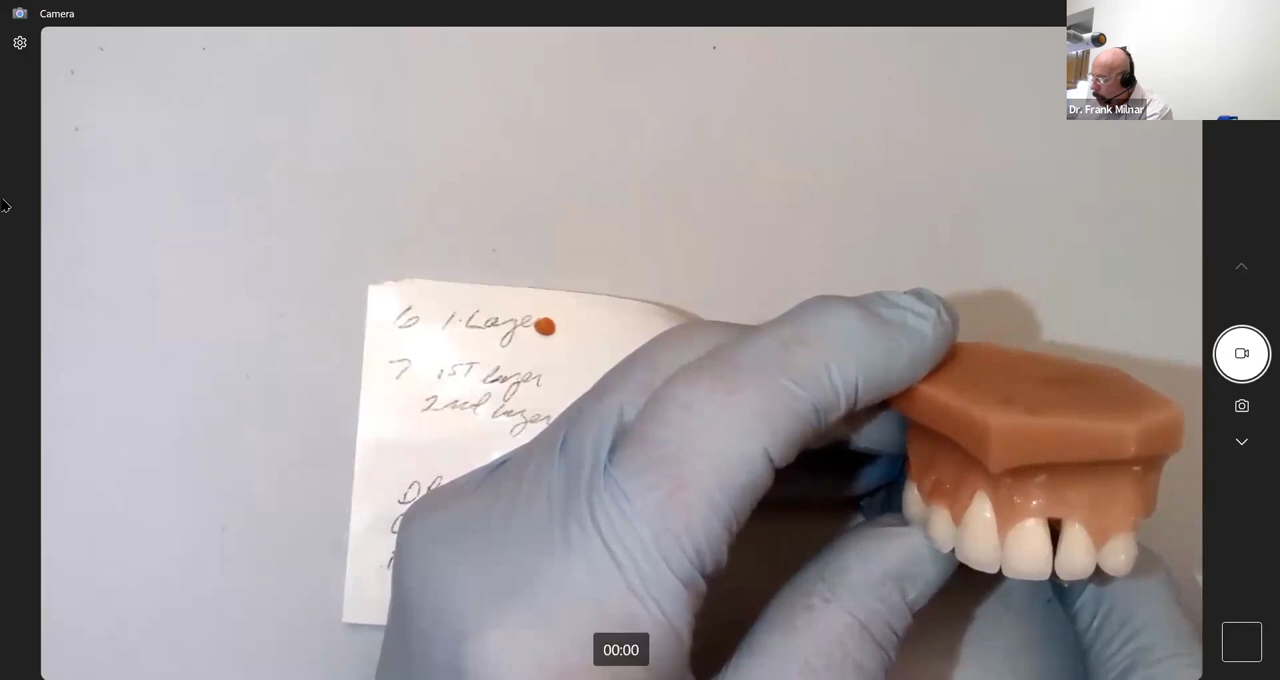 Camera
Dr. Frank Milnar
6 1. Layer
7 1ST layer
2nd layer
00:00